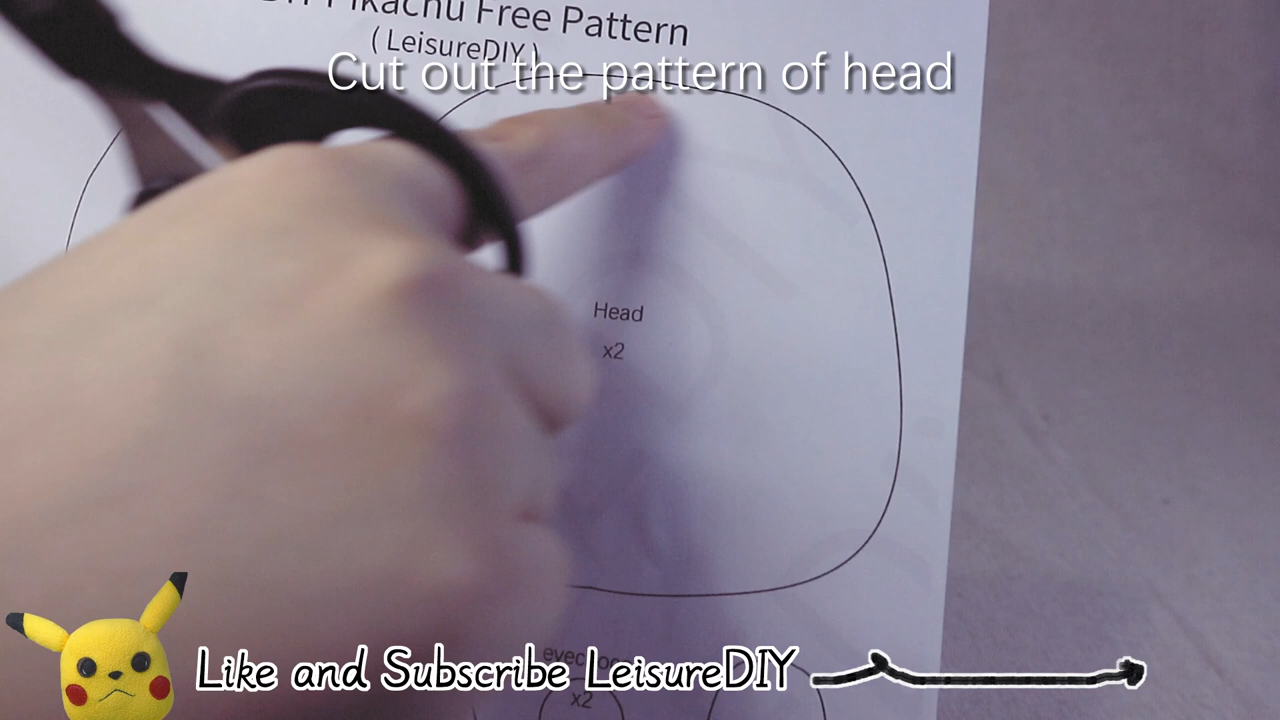 Pikachu Free Pattern
( LeisureDIY )
Cut out the pattern of head
Head
x2
Like and Subscribe LeisureDIY
x2